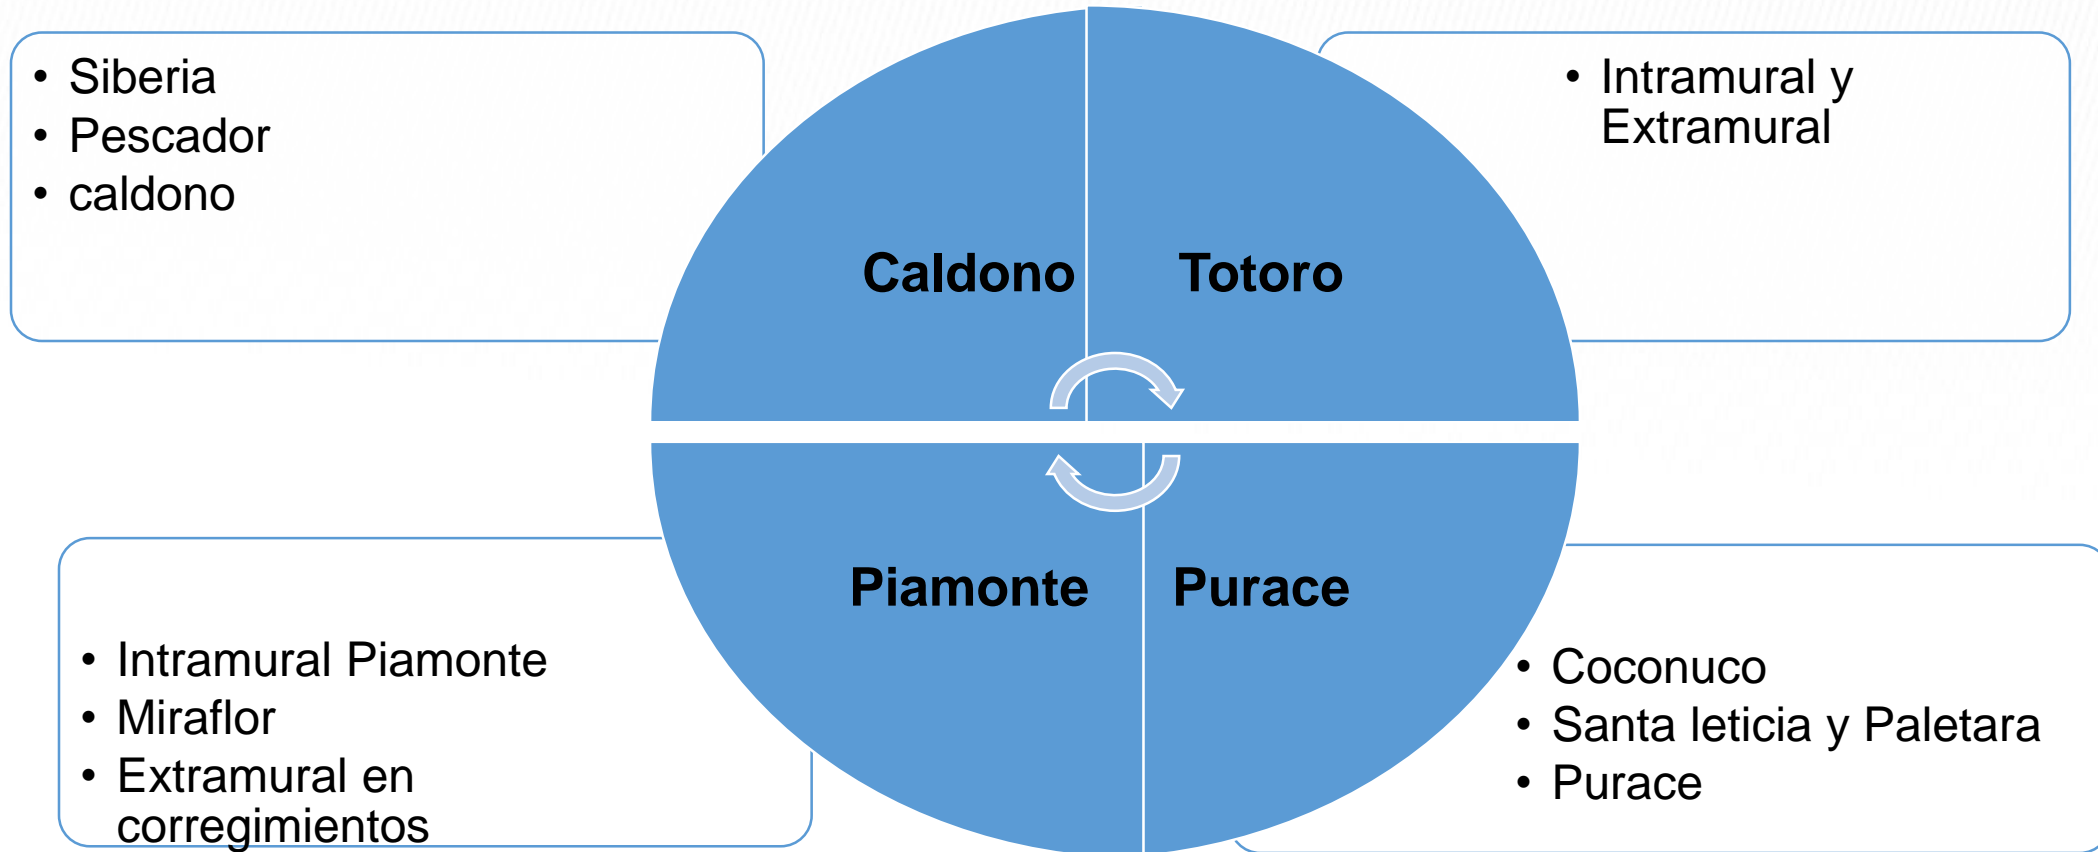 • Siberia
• Pescador
• caldono
• Intramural y
Extramural
Caldono
Totoro
Piamonte
Purace
• Intramural Piamonte
• Miraflor
• Extramural en
corregimientos
• Coconuco
• Santa leticia y Paletara
• Purace